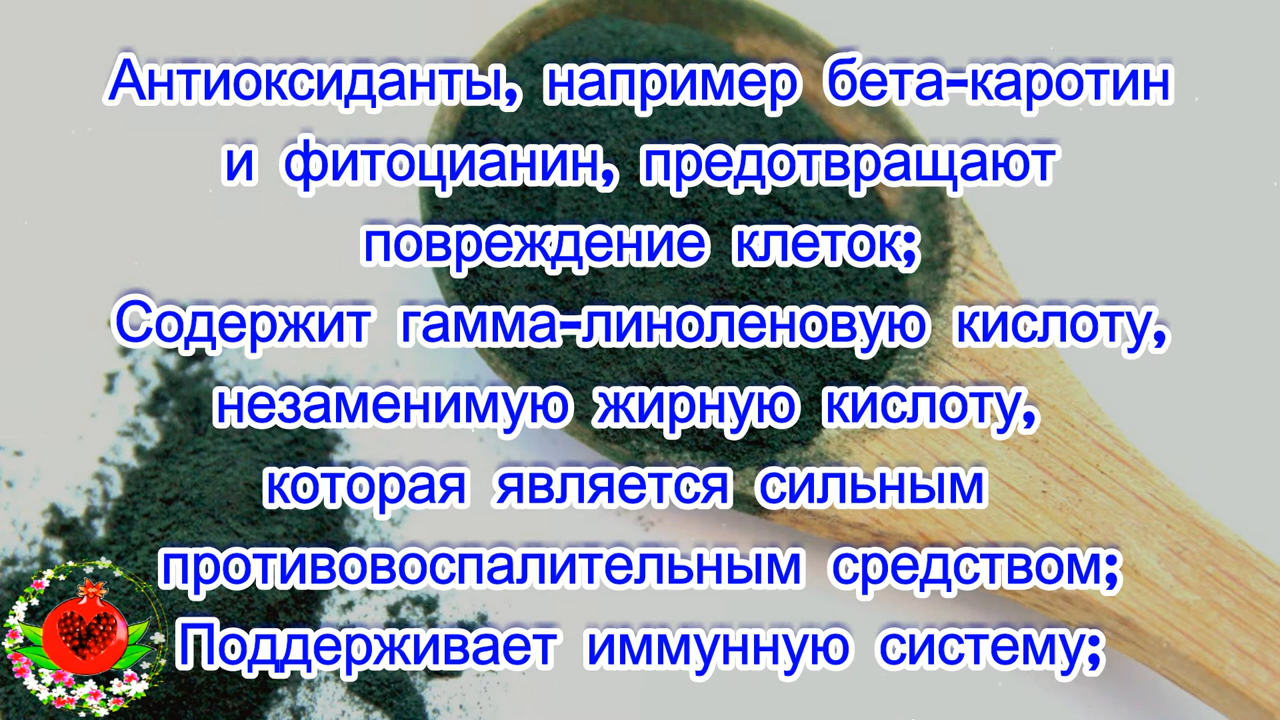 Антиоксиданты, например бета-каротин
и фитоцианин, предотвращают
повреждение клеток;
Содержит гамма-линоленовую кислоту,
незаменимую жирную кислоту,
которая является сильным
противовоспалительным средством;
Поддерживает иммунную систему;